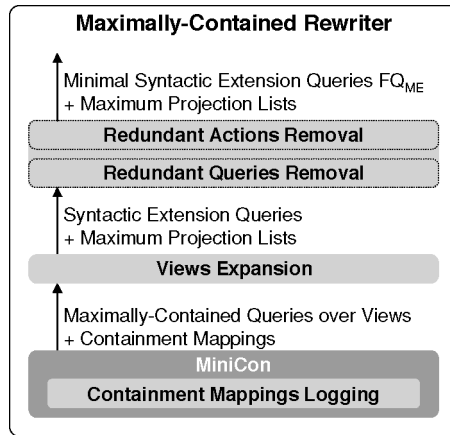 Maximally-Contained Rewriter
Minimal Syntactic Extension Queries FQME
+ Maximum Projection Lists
Redundant Actions Removal
Redundant Queries Removal
Syntactic Extension Queries
+ Maximum Projection Lists
Views Expansion
Maximally-Contained Queries over Views
+ Containment Mappings
MiniCon
Containment Mappings Logging